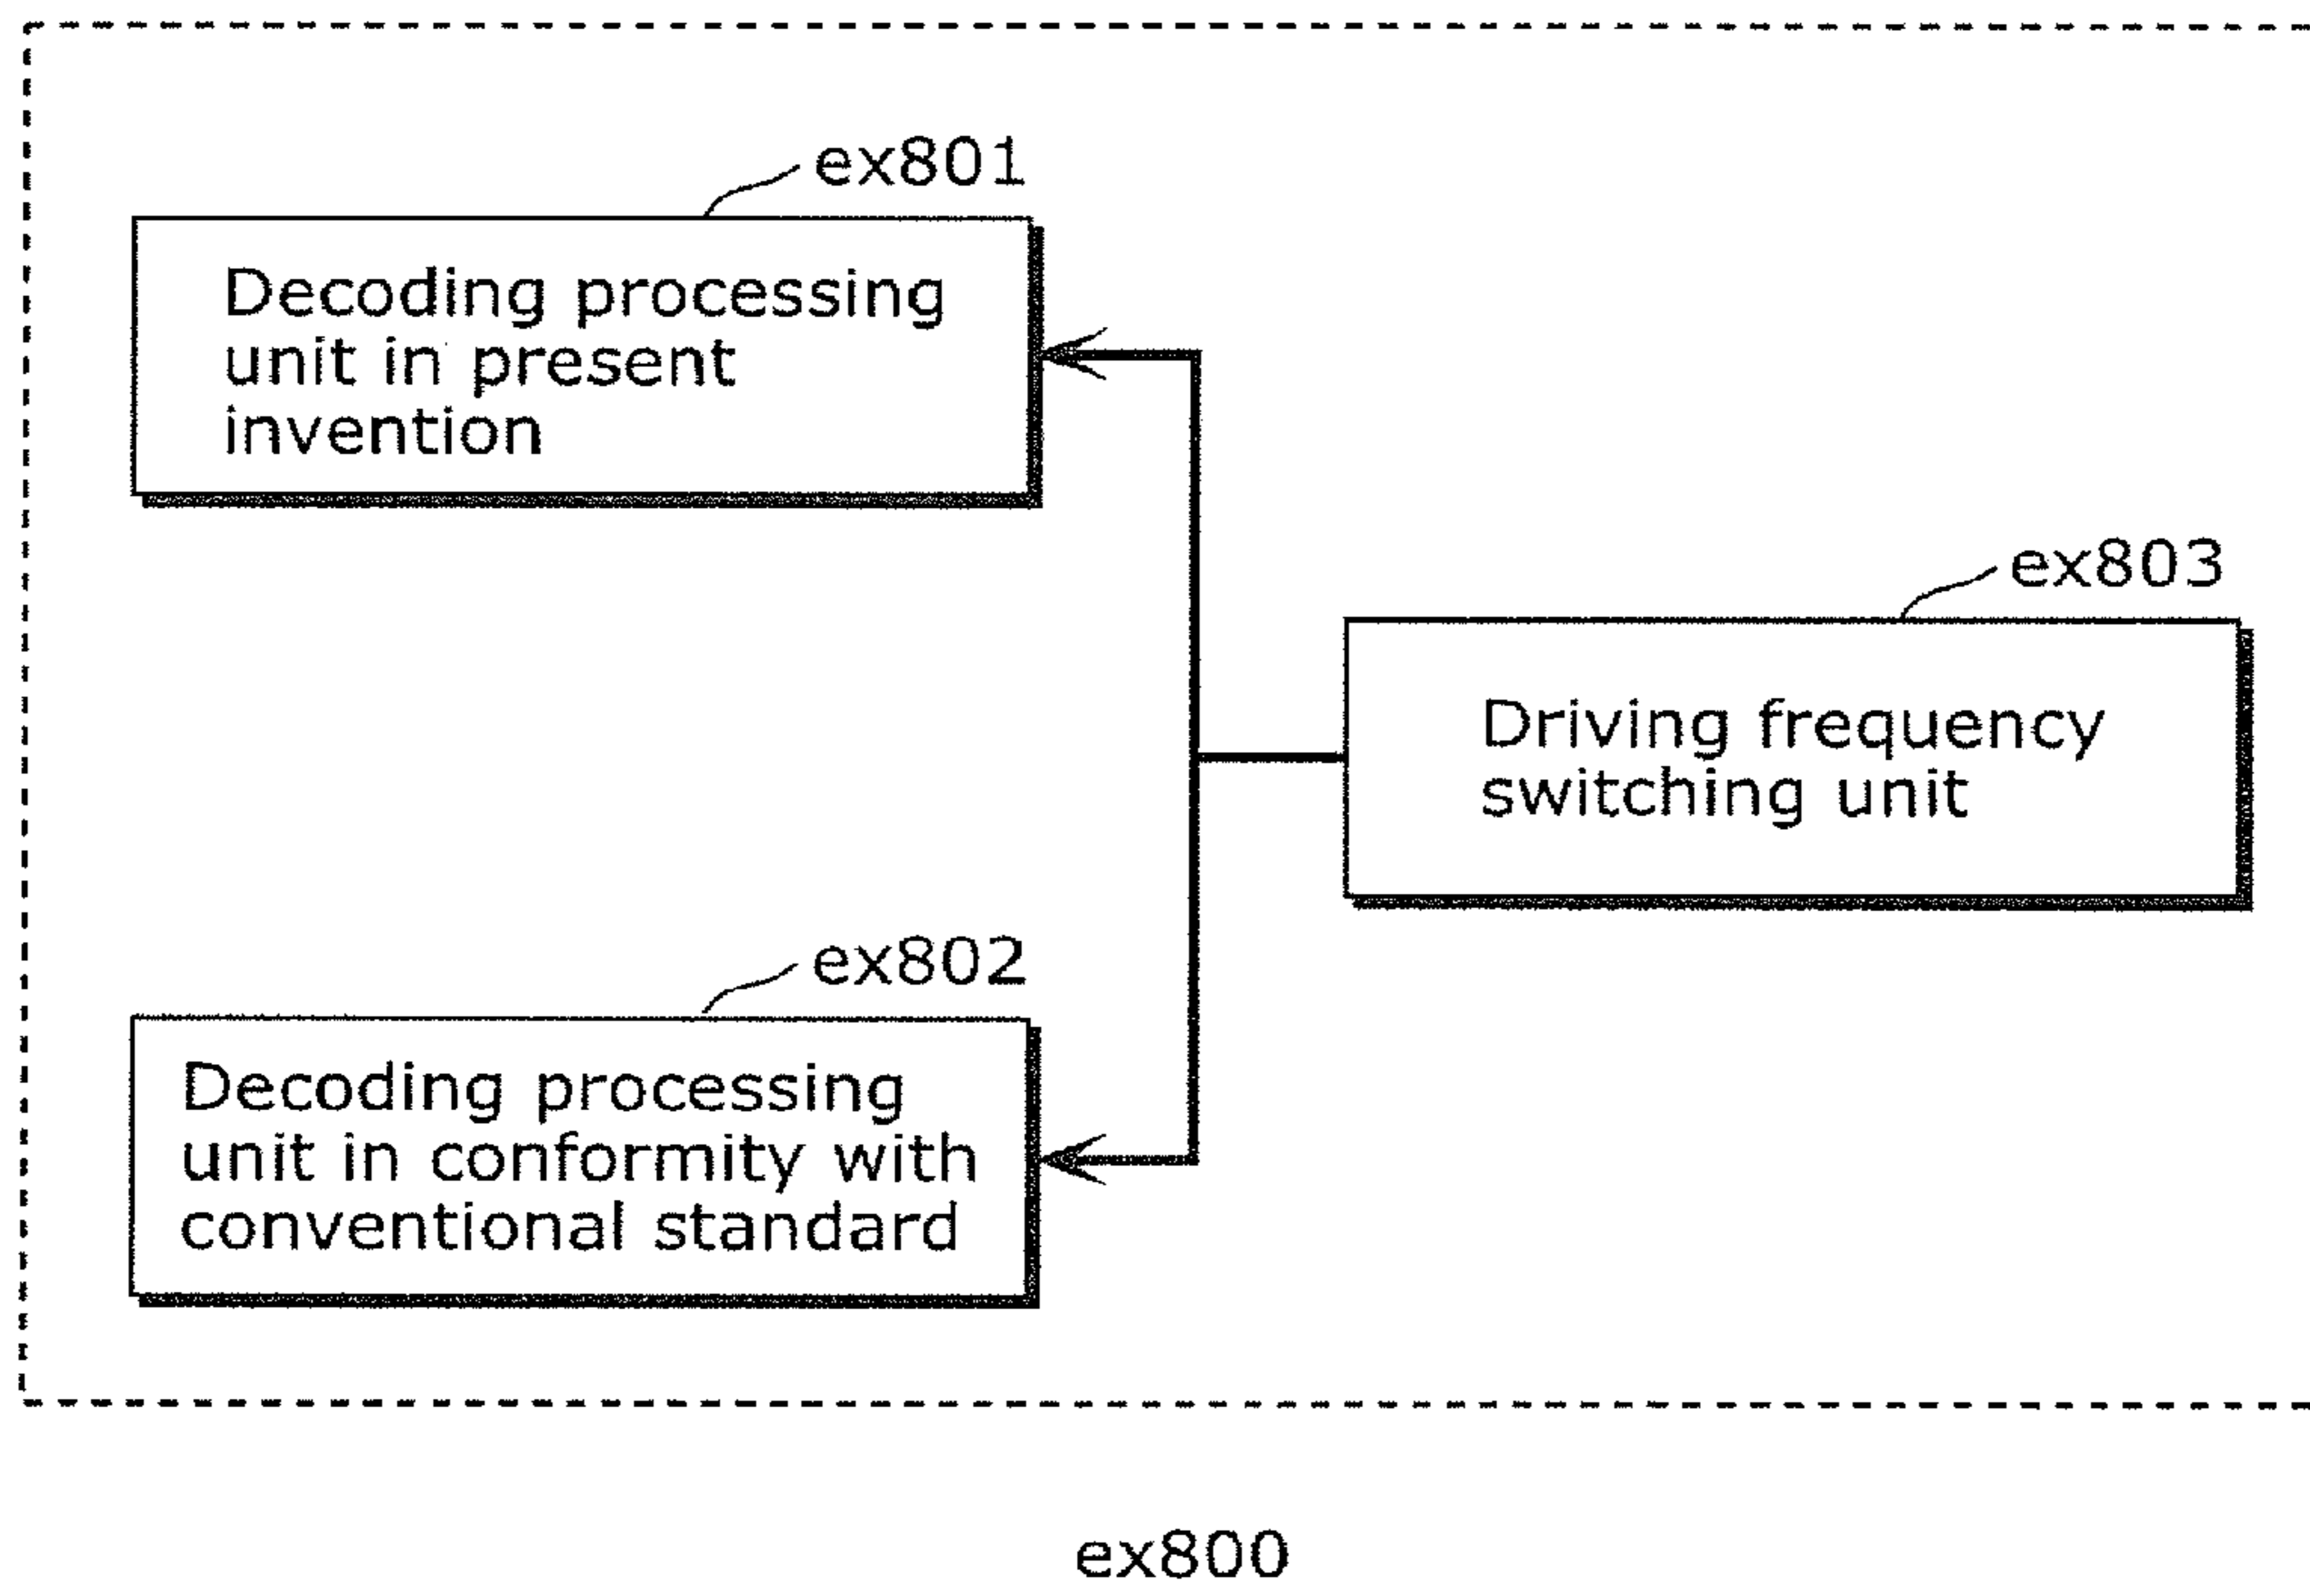 ex801
Decoding processing
unit in present
invention
ex803
Driving frequency
switching unit
ex802
Decoding processing
unit in conformity with
conventional standard
ex800